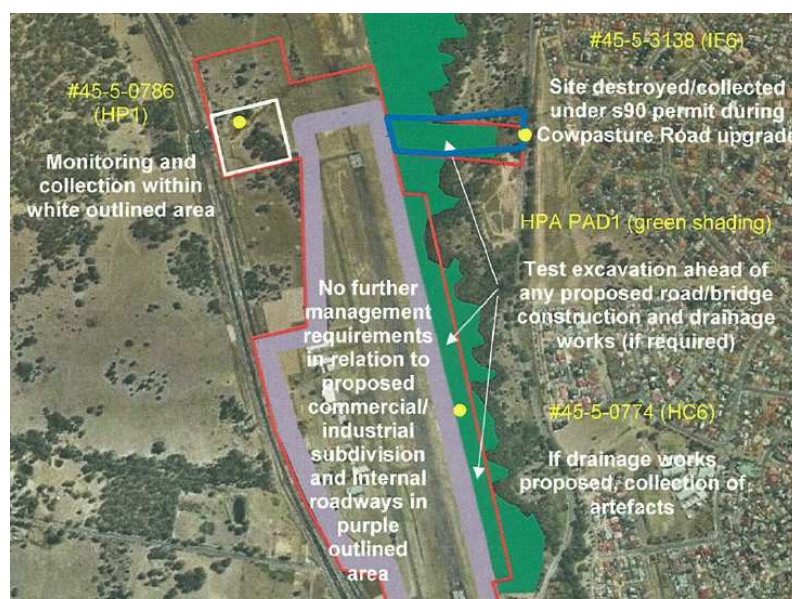 #45-5-0786
(HP1)
Monitoring and
collection within
white outlined area
No further
management
requirements
in relation to
proposed
commercial/
industrial
subdivision
and Internal
roadways in
purple
outlined
area
#45-5-3138 (IF6)
Site destroyed/collected
under s90 permit during
Cowpasture Road upgrade
HPA PAD1 (green shading)
Test excavation ahead of
any proposed road/bridge
construction and drainage
works (if required)
#45-5-0774 (HC6)
If drainage works
proposed, collection of
artefacts